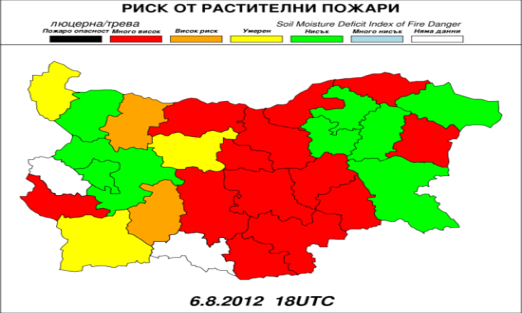 РИСК ОТ РАСТИТЕЛНИ ПОЖАРИ
люцерна/трева Soil Moisture Deficit Index of Fire Danger
Пожаро опасност Много висок Висок риск Умерен Нисък Много нисък Няма данни
6.8.2012 18UTC